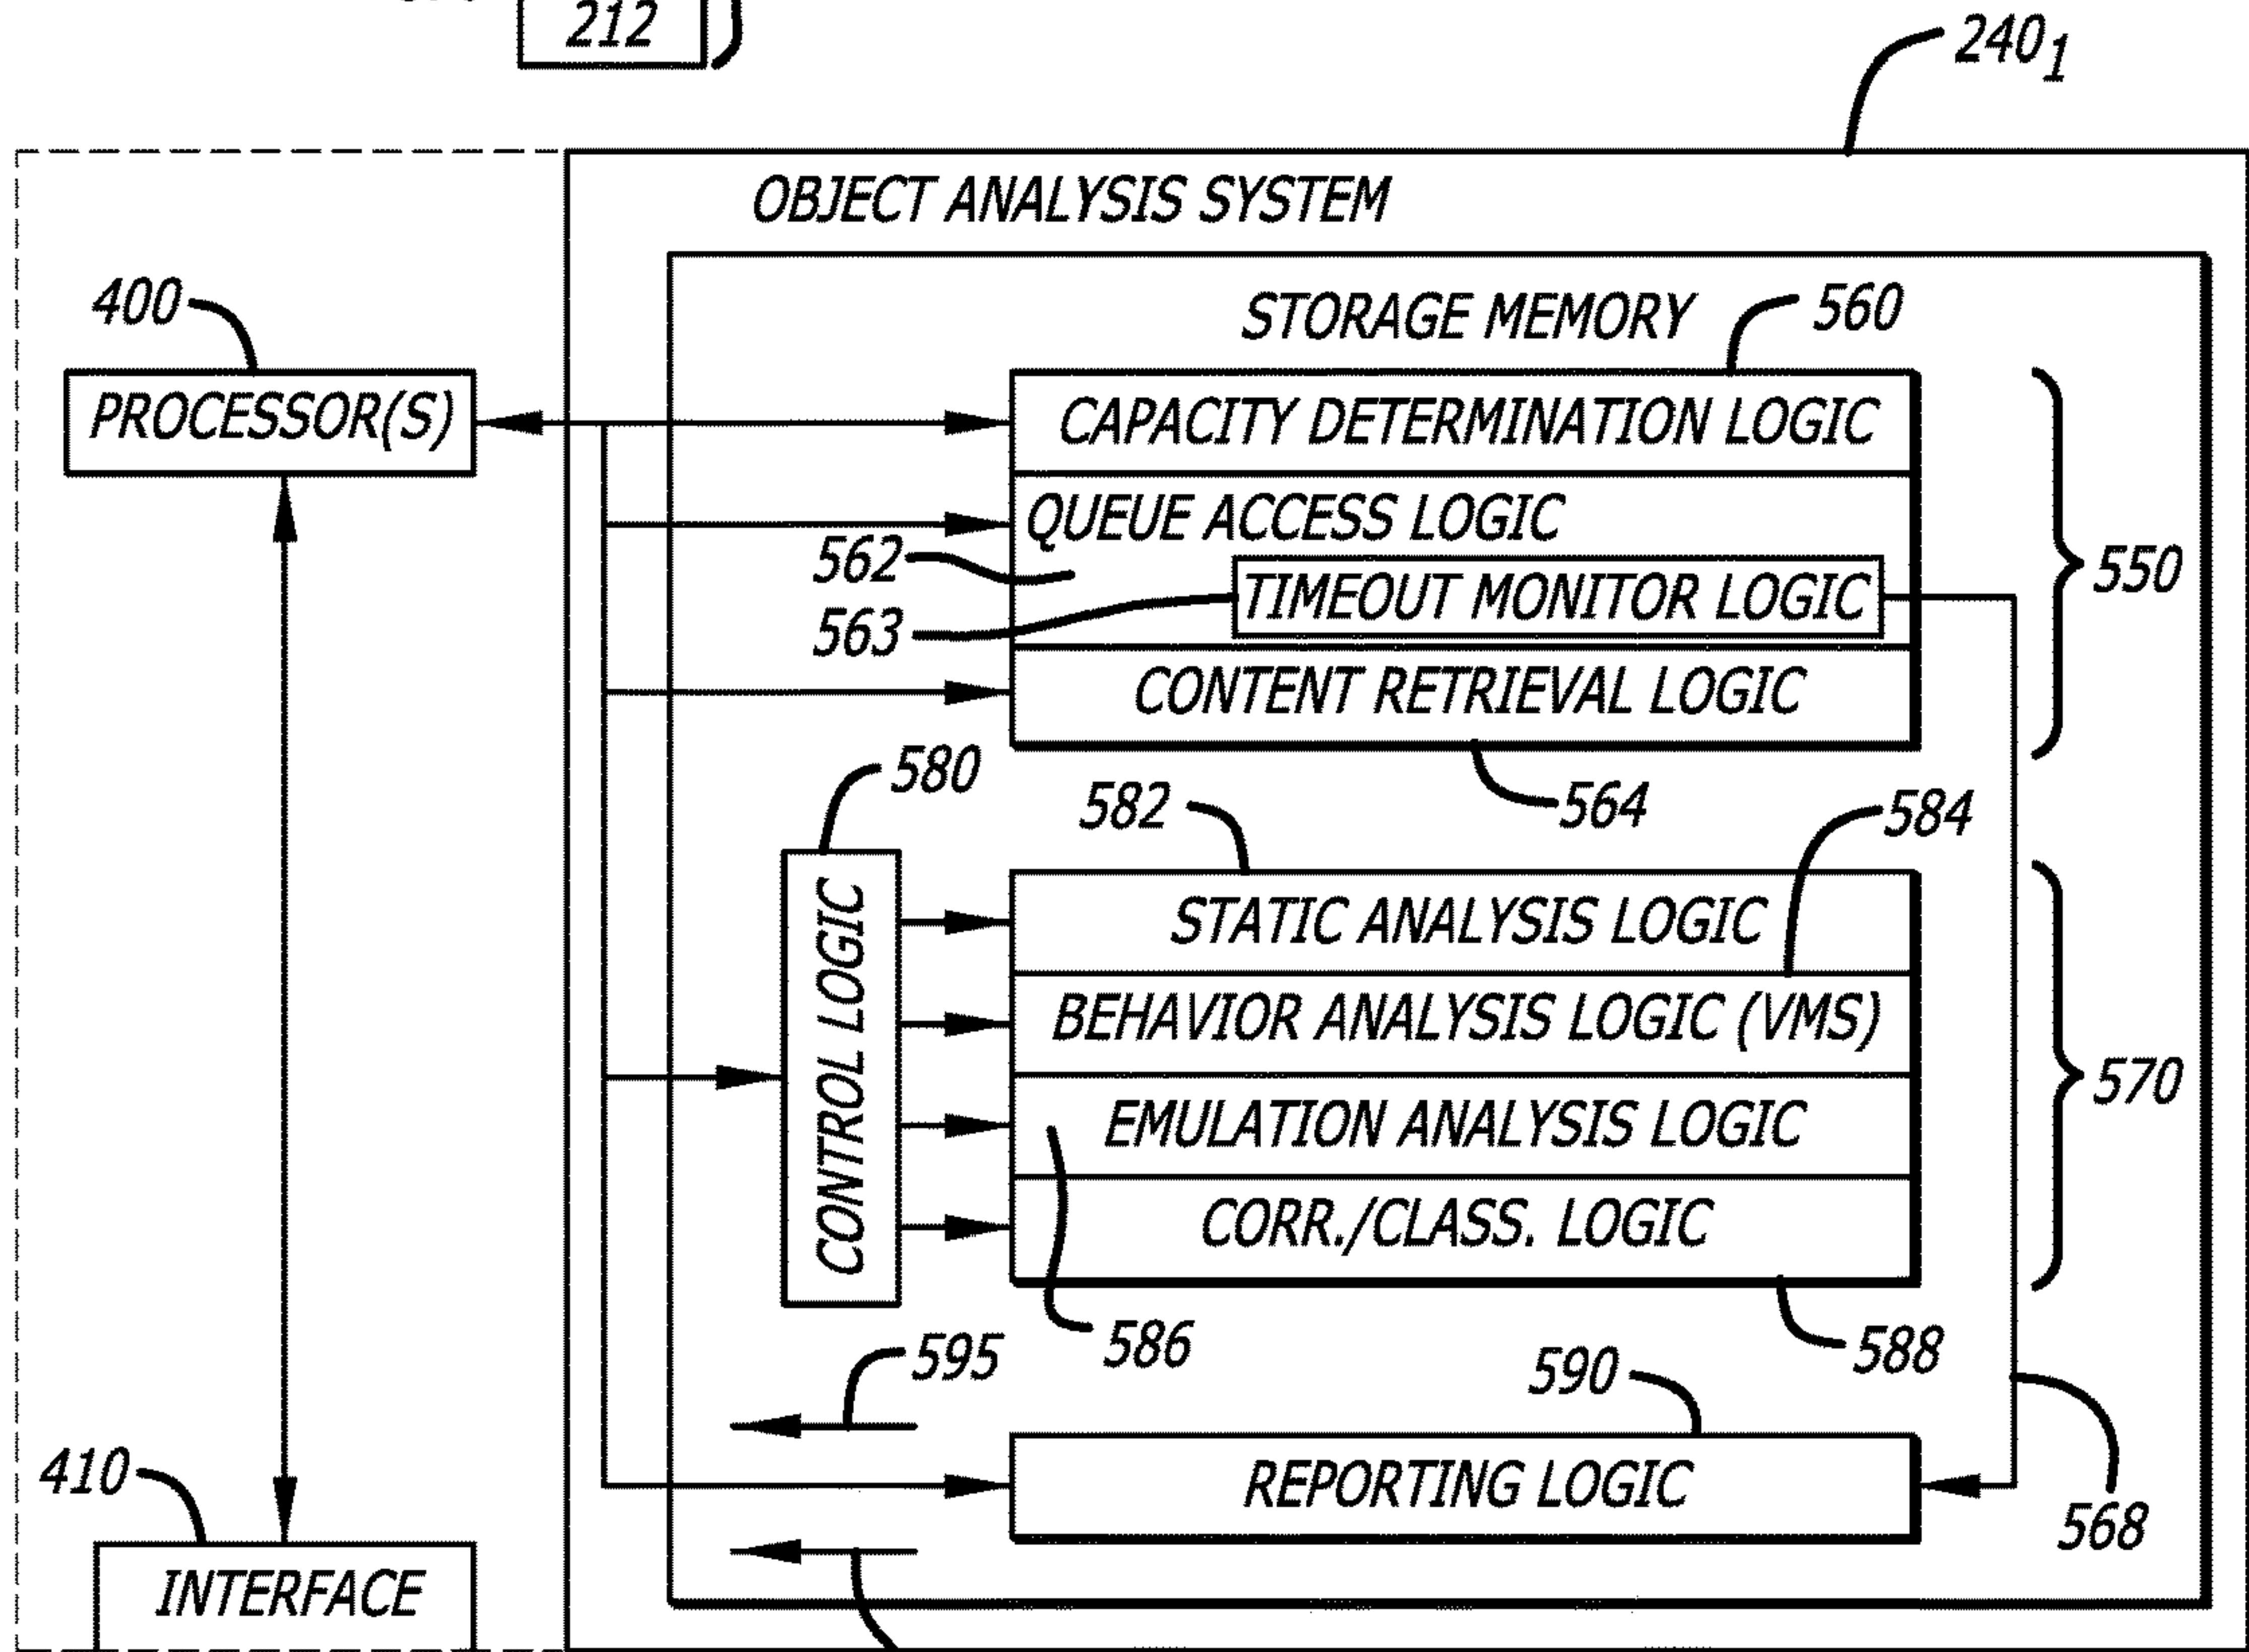 212
240₁
OBJECT ANALYSIS SYSTEM
STORAGE MEMORY
400
560
PROCESSOR(S)
CAPACITY DETERMINATION LOGIC
QUEUE ACCESS LOGIC
562
550
TIMEOUT MONITOR LOGIC
563
CONTENT RETRIEVAL LOGIC
580
582
564
584
CONTROL LOGIC
STATIC ANALYSIS LOGIC
BEHAVIOR ANALYSIS LOGIC (VMS)
570
EMULATION ANALYSIS LOGIC
CORR./CLASS. LOGIC
595
586
588
590
410
REPORTING LOGIC
568
INTERFACE